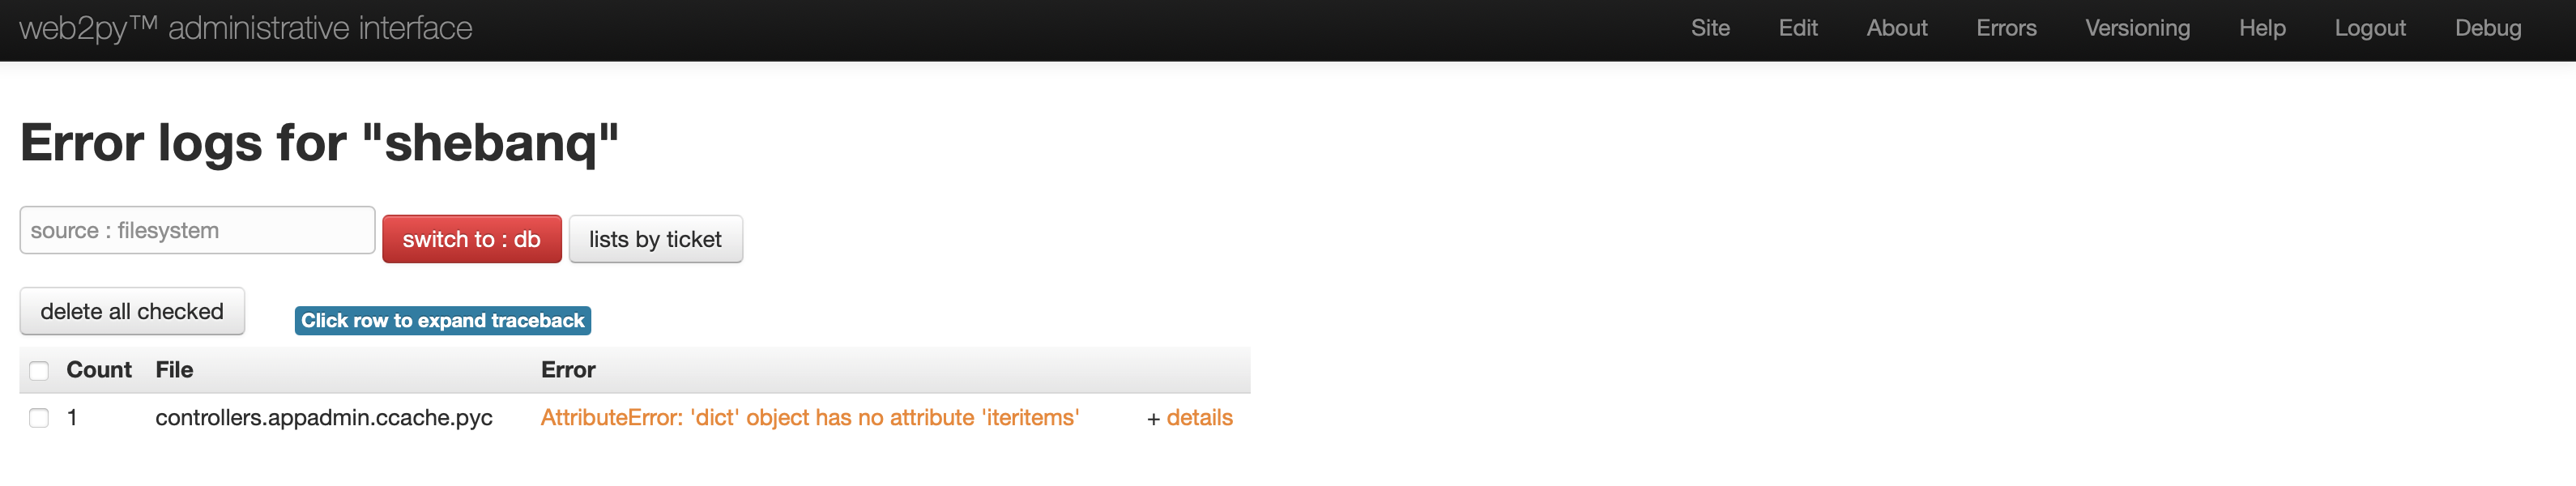 web2py™ administrative interface Site Edit About Errors Versioning Help Logout Debug
Error logs for "shebanq"
source : filesystem switch to : db lists by ticket
delete all checked Click row to expand traceback
Count File Error
1 controllers.appadmin.ccache.pyc AttributeError: 'dict' object has no attribute 'iteritems' + details